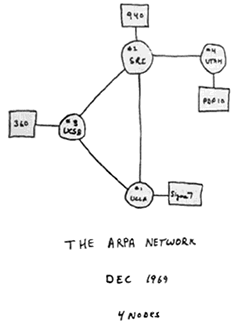 940
#2
SRI
#4
UTAH
PDP10
360
#3
UCSB
#1
UCLA
Sigma7
THE ARPA NETWORK
DEC 1969
4 NODES